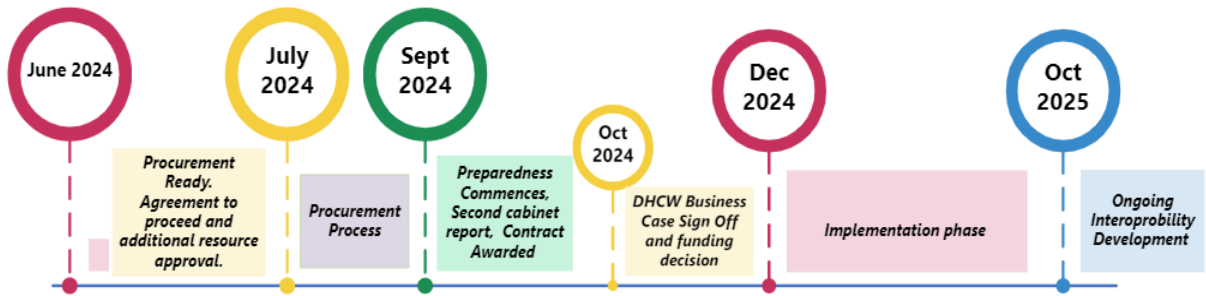 June 2024
July
2024
Sept
2024
Oct
2024
Dec
2024
Oct
2025
Procurement
Ready.
Agreement to
proceed and
additional resource
approval.
Procurement
Process
Preparedness
Commences,
Second cabinet
report, Contract
Awarded
DHCW Business
Case Sign Off
and funding
decision
Implementation phase
Ongoing
Interoprobility
Development